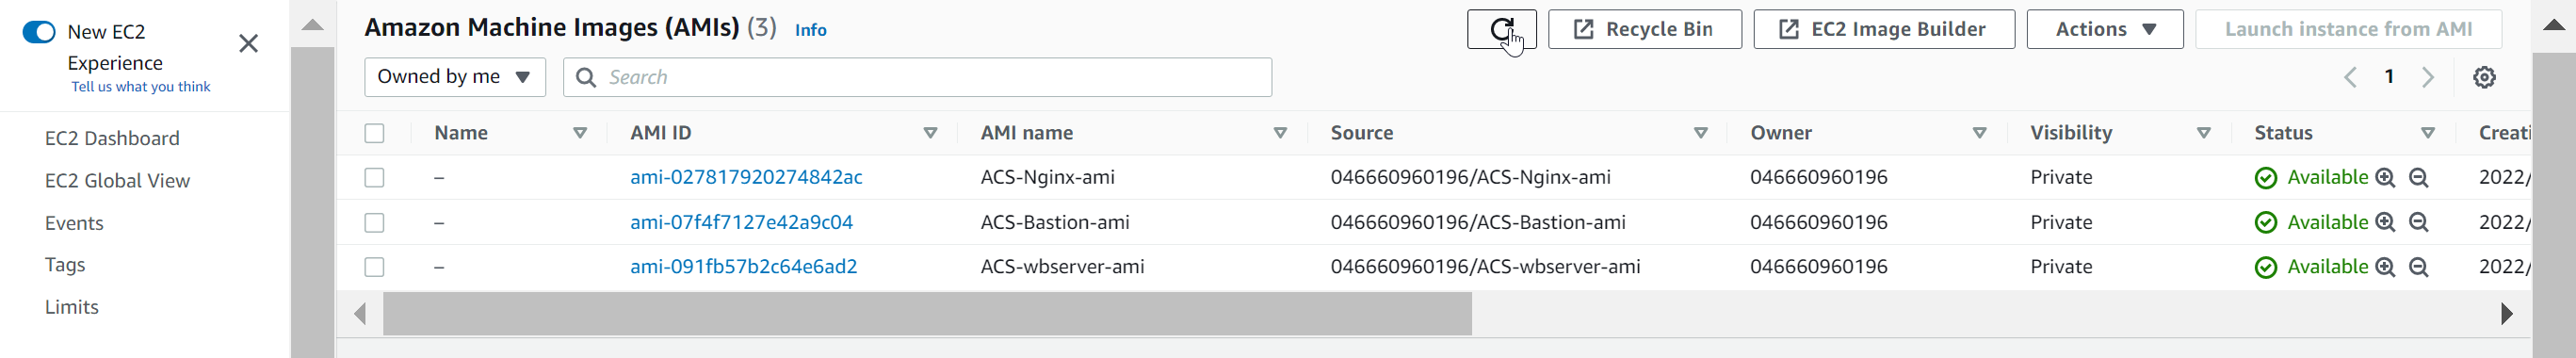 New EC2
Experience
Tell us what you think
EC2 Dashboard
EC2 Global View
Events
Tags
Limits
Amazon Machine Images (AMIs) (3) Info
Recycle Bin
EC2 Image Builder
Actions
Launch instance from AMI
Owned by me
Search
1
Name AMI ID AMI name Source Owner Visibility Status Creati
– ami-027817920274842ac ACS-Nginx-ami 046660960196/ACS-Nginx-ami 046660960196 Private Available 2022/
– ami-07f4f7127e42a9c04 ACS-Bastion-ami 046660960196/ACS-Bastion-ami 046660960196 Private Available 2022/
– ami-091fb57b2c64e6ad2 ACS-wbserver-ami 046660960196/ACS-wbserver-ami 046660960196 Private Available 2022/